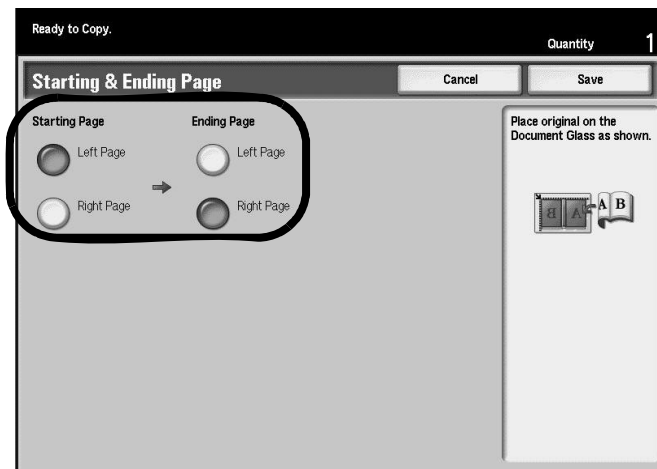 Ready to Copy.
Quantity 1
Starting & Ending Page
Cancel
Save
Starting Page
Ending Page
Left Page
Left Page
Right Page
Right Page
Place original on the
Document Glass as shown.
A B
A B